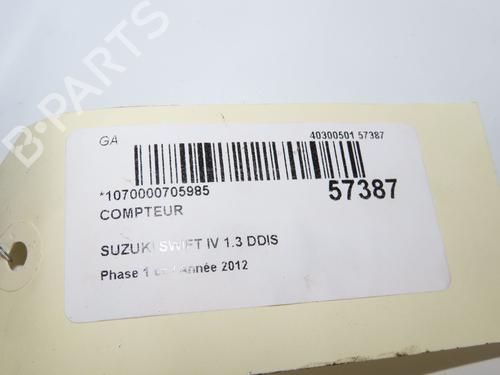 B-PARTS
GA
40300501 57387
*1070000705985
57387
COMPTEUR
SUZUKI SWIFT IV 1.3 DDIS
Phase 1 Année 2012